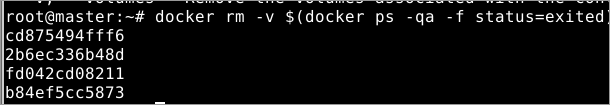 root@master:~# docker rm -v $(docker ps -qa -f status=exited)
cd875494fff6
2b6ec336b48d
fd042cd08211
b84ef5cc5873